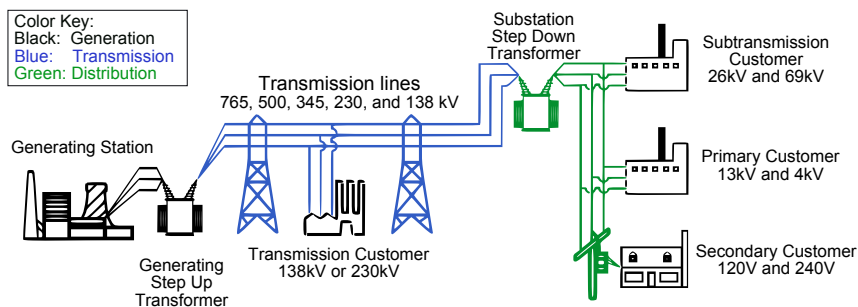 Color Key:
Black: Generation
Blue: Transmission
Green: Distribution
Substation
Step Down
Transformer
Subtransmission
Customer
26kV and 69kV
Transmission lines
765, 500, 345, 230, and 138 kV
Generating Station
Primary Customer
13kV and 4kV
Transmission Customer
138kV or 230kV
Generating
Step Up
Transformer
Secondary Customer
120V and 240V